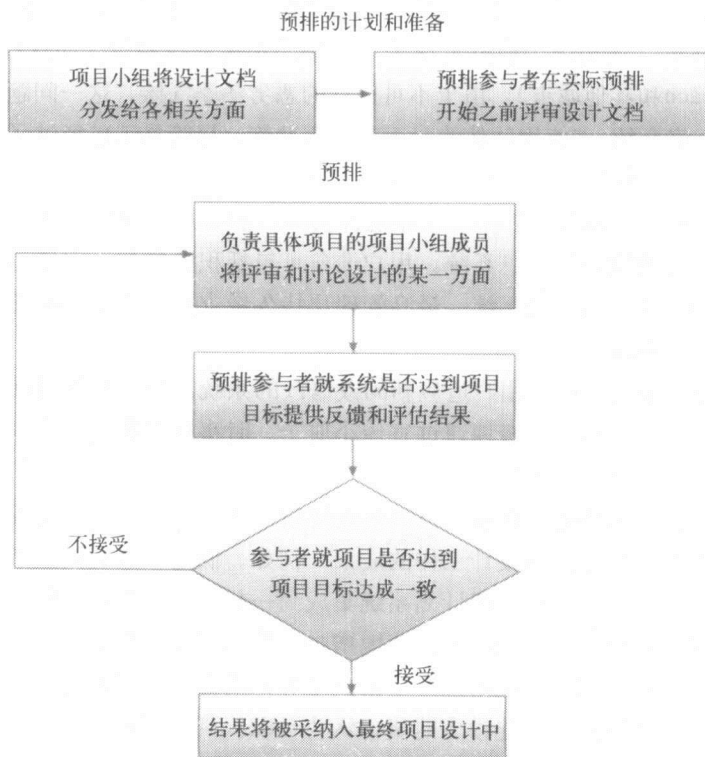 预排的计划和准备
项目小组将设计文档
分发给各相关方面
预排参与者在实际预排
开始之前评审设计文档
预排
负责具体项目的项目小组成员
将评审和讨论设计的某一方面
预排参与者就系统是否达到项目
目标提供反馈和评估结果
不接受
参与者就项目是否达到
项目目标达成一致
接受
结果将被采纳入最终项目设计中